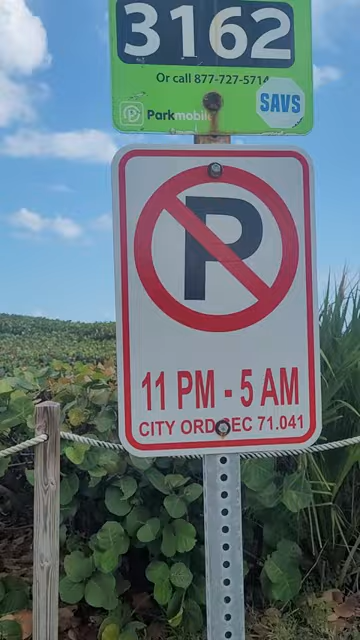 3162
Or call 877-727-5714
Parkmobile
SAVS
P
11 PM - 5 AM
CITY ORD SEC 71.041